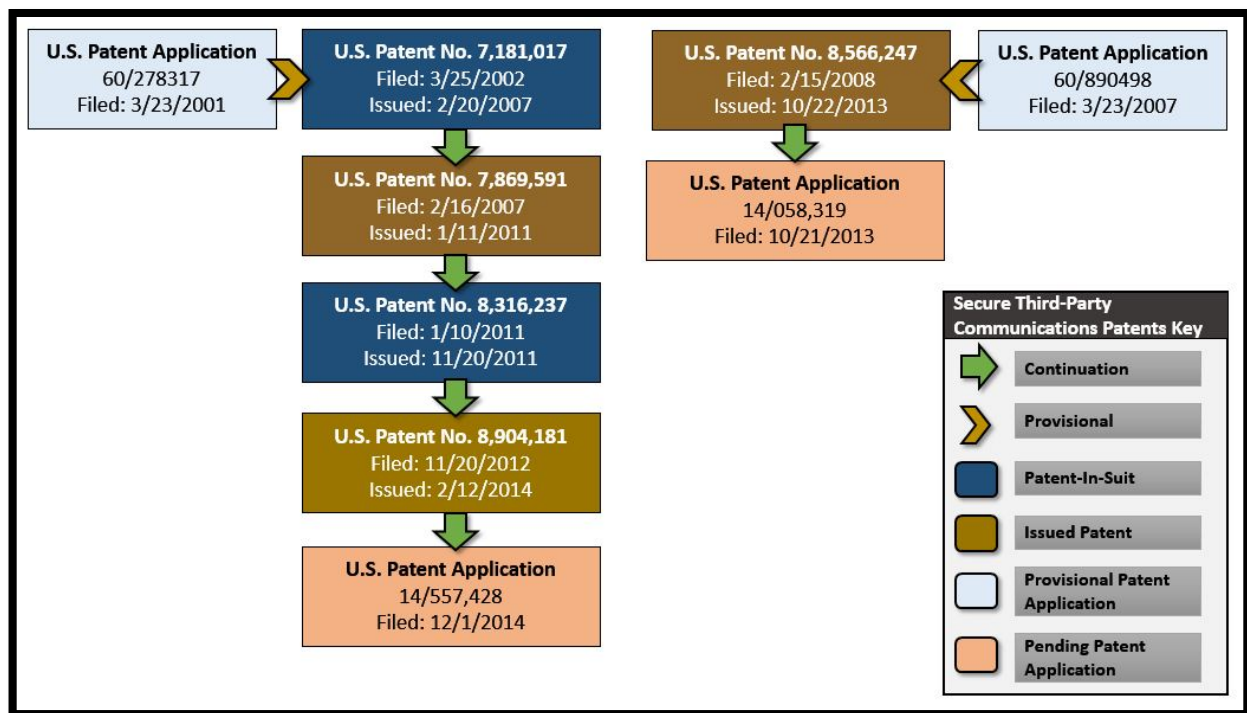 U.S. Patent Application
60/278317
Filed: 3/23/2001
U.S. Patent No. 7,181,017
Filed: 3/25/2002
Issued: 2/20/2007
U.S. Patent No. 7,869,591
Filed: 2/16/2007
Issued: 1/11/2011
U.S. Patent No. 8,316,237
Filed: 1/10/2011
Issued: 11/20/2011
U.S. Patent No. 8,904,181
Filed: 11/20/2012
Issued: 2/12/2014
U.S. Patent Application
14/557,428
Filed: 12/1/2014
U.S. Patent No. 8,566,247
Filed: 2/15/2008
Issued: 10/22/2013
U.S. Patent Application
60/890498
Filed: 3/23/2007
U.S. Patent Application
14/058,319
Filed: 10/21/2013
Secure Third-Party
Communications Patents Key
Continuation
Provisional
Patent-In-Suit
Issued Patent
Provisional Patent
Application
Pending Patent
Application